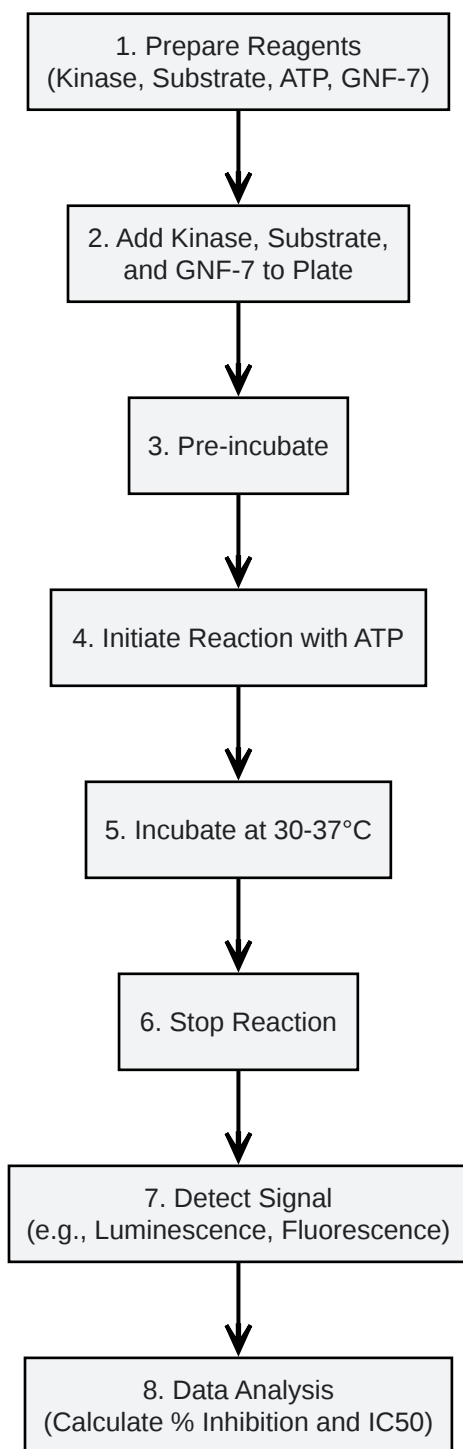 1. Prepare Reagents
(Kinase, Substrate, ATP, GNF-7)
2. Add Kinase, Substrate,
and GNF-7 to Plate
3. Pre-incubate
4. Initiate Reaction with ATP
5. Incubate at 30-37°C
6. Stop Reaction
7. Detect Signal
(e.g., Luminescence, Fluorescence)
8. Data Analysis
(Calculate % Inhibition and IC50)